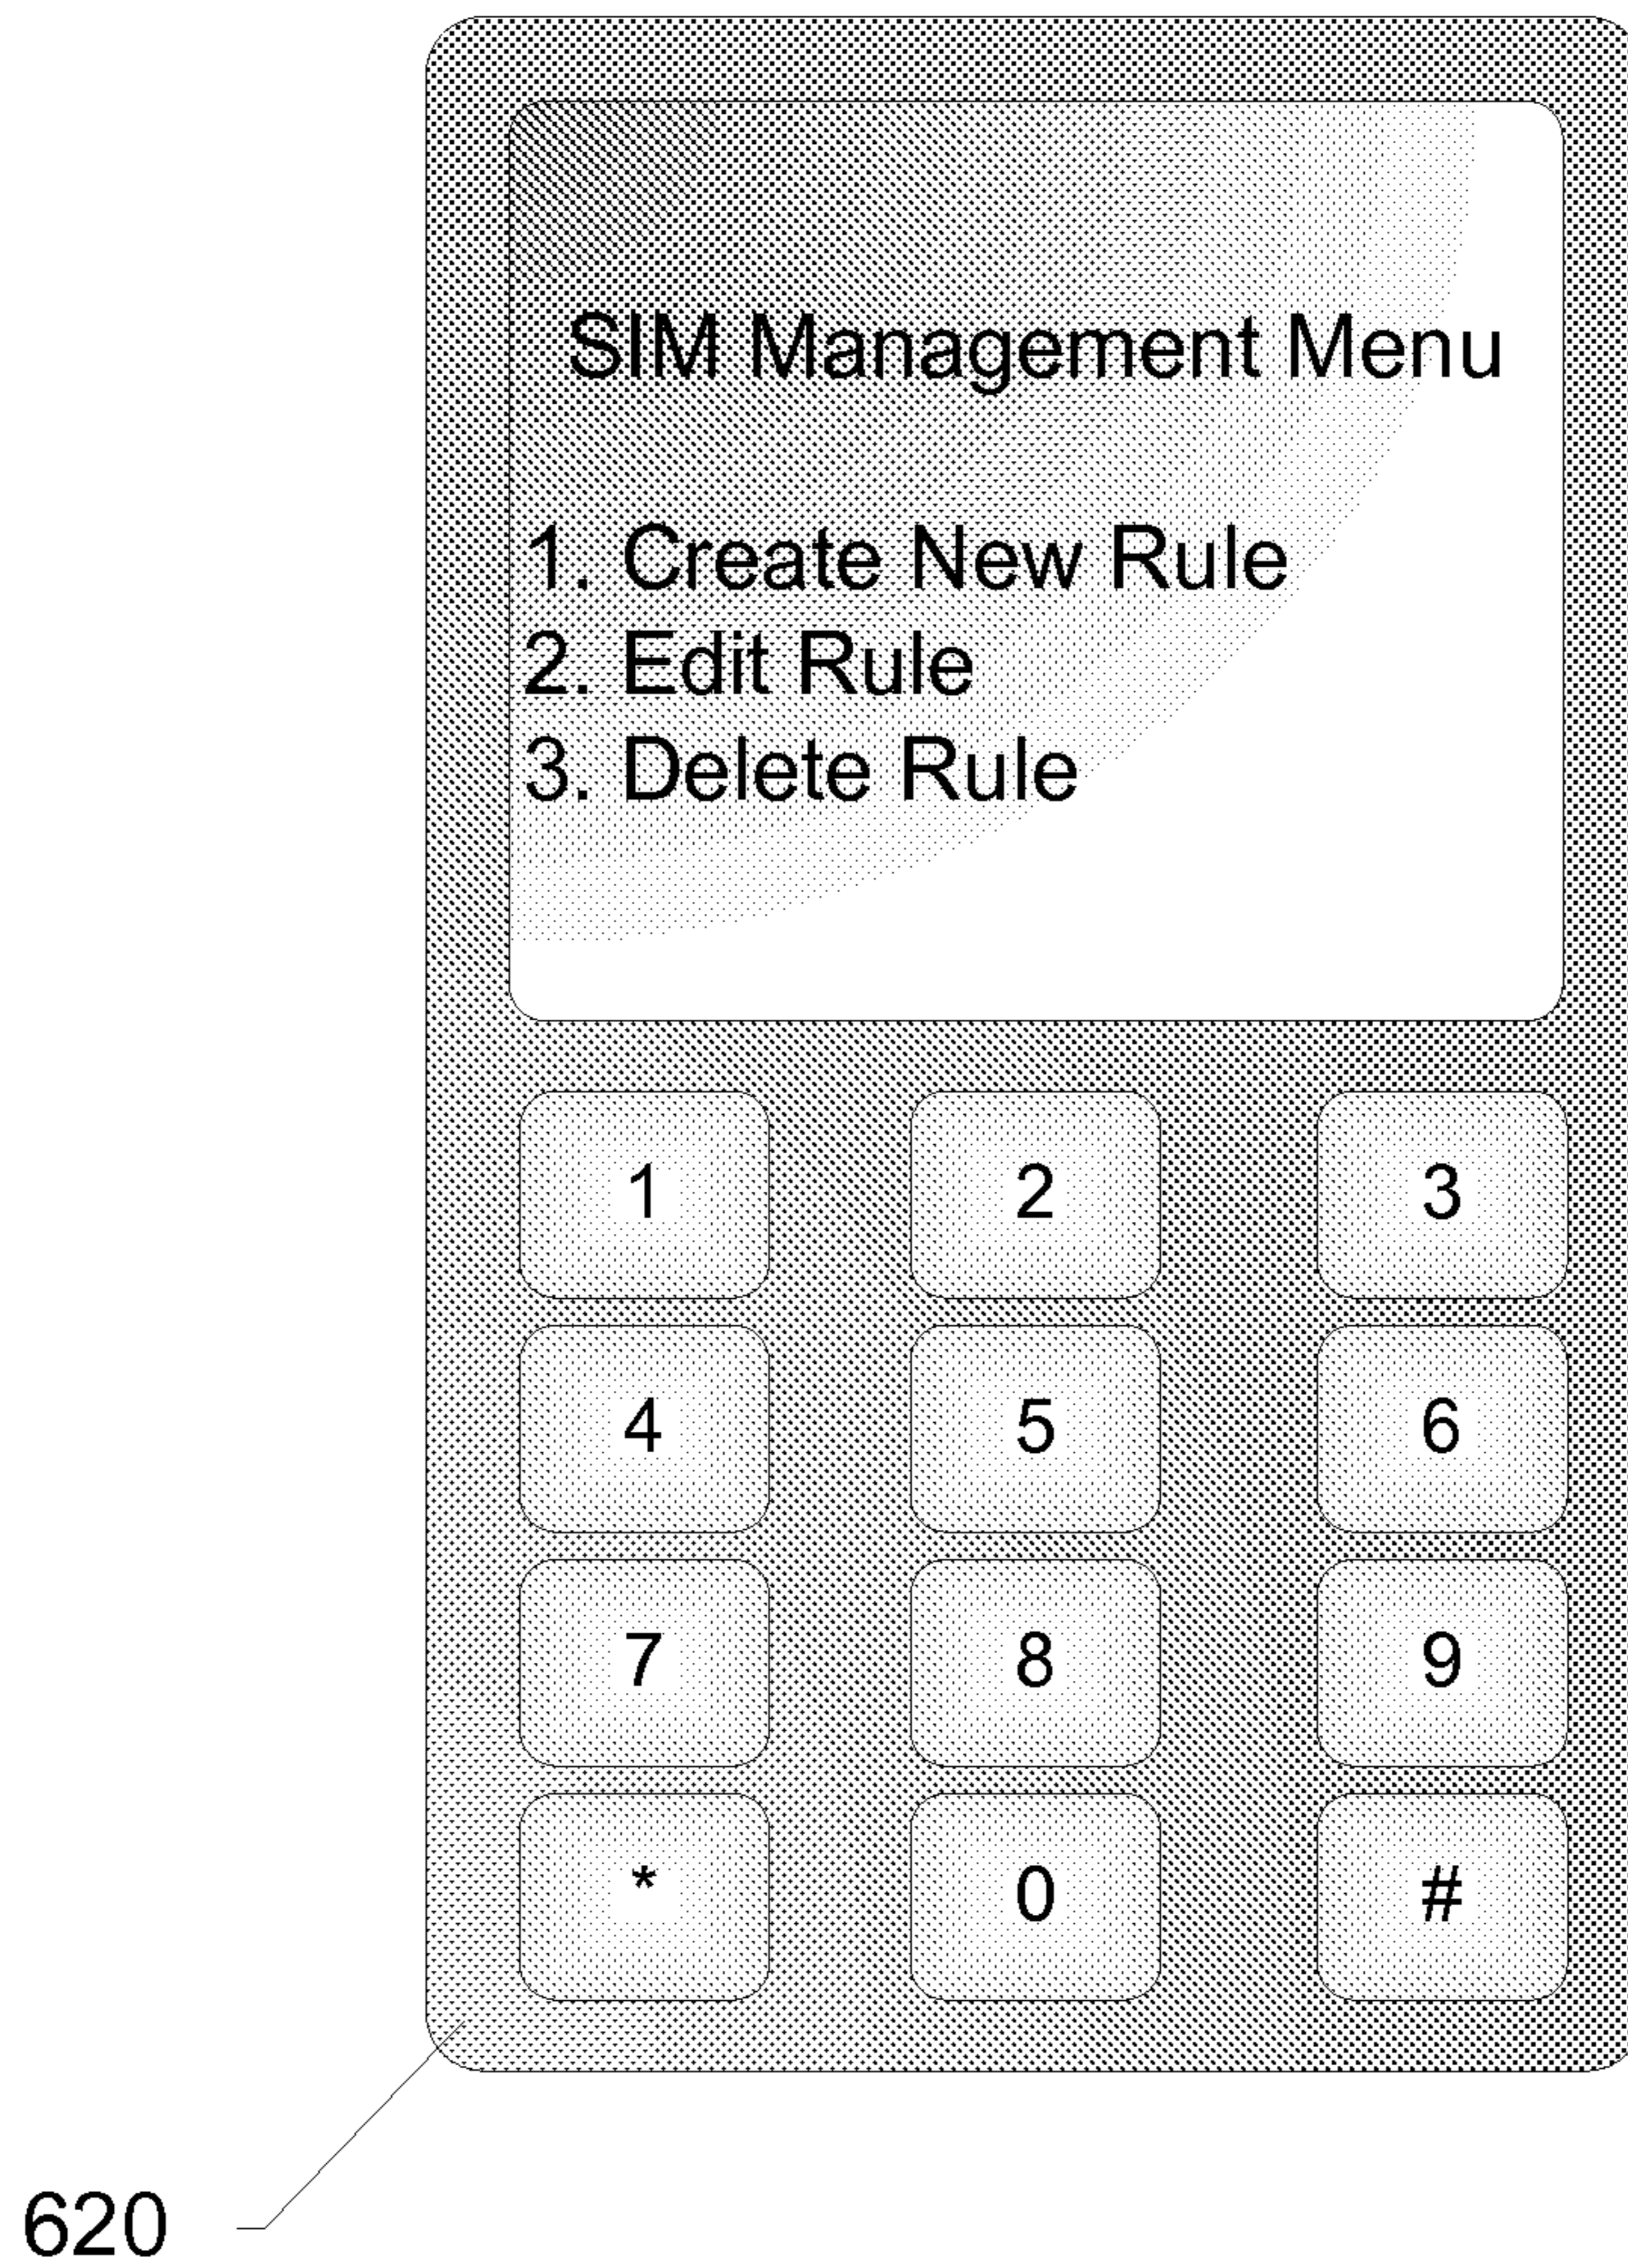 SIM Management Menu
1. Create New Rule
2. Edit Rule
3. Delete Rule
1 2 3
4 5 6
7 8 9
* 0 #
620